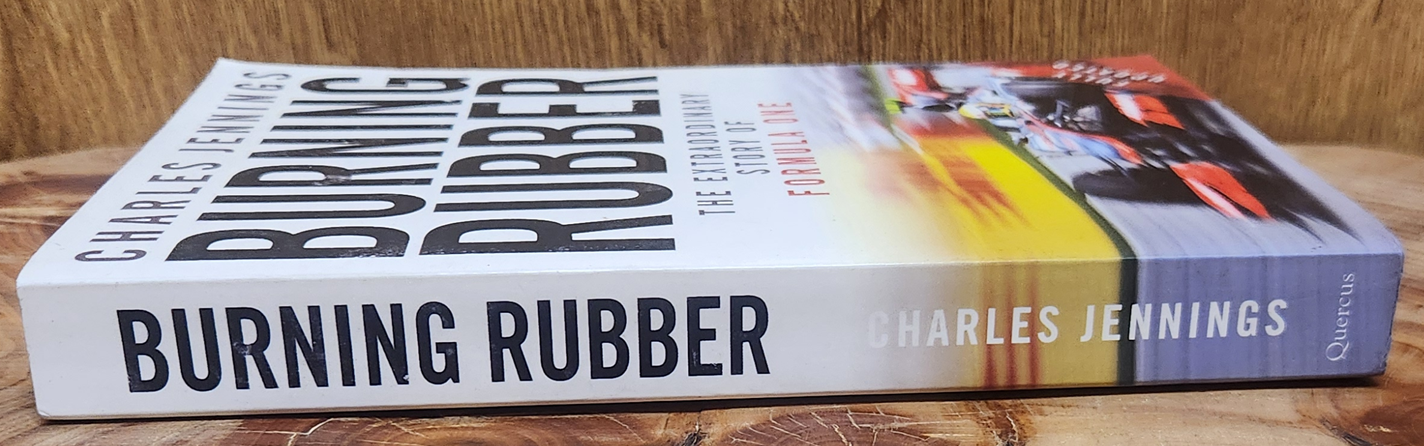 CHARLES JENNINGS
BURNING
RUBBER
THE EXTRAORDINARY
STORY OF
FORMULA ONE
BURNING RUBBER
CHARLES JENNINGS
Quercus